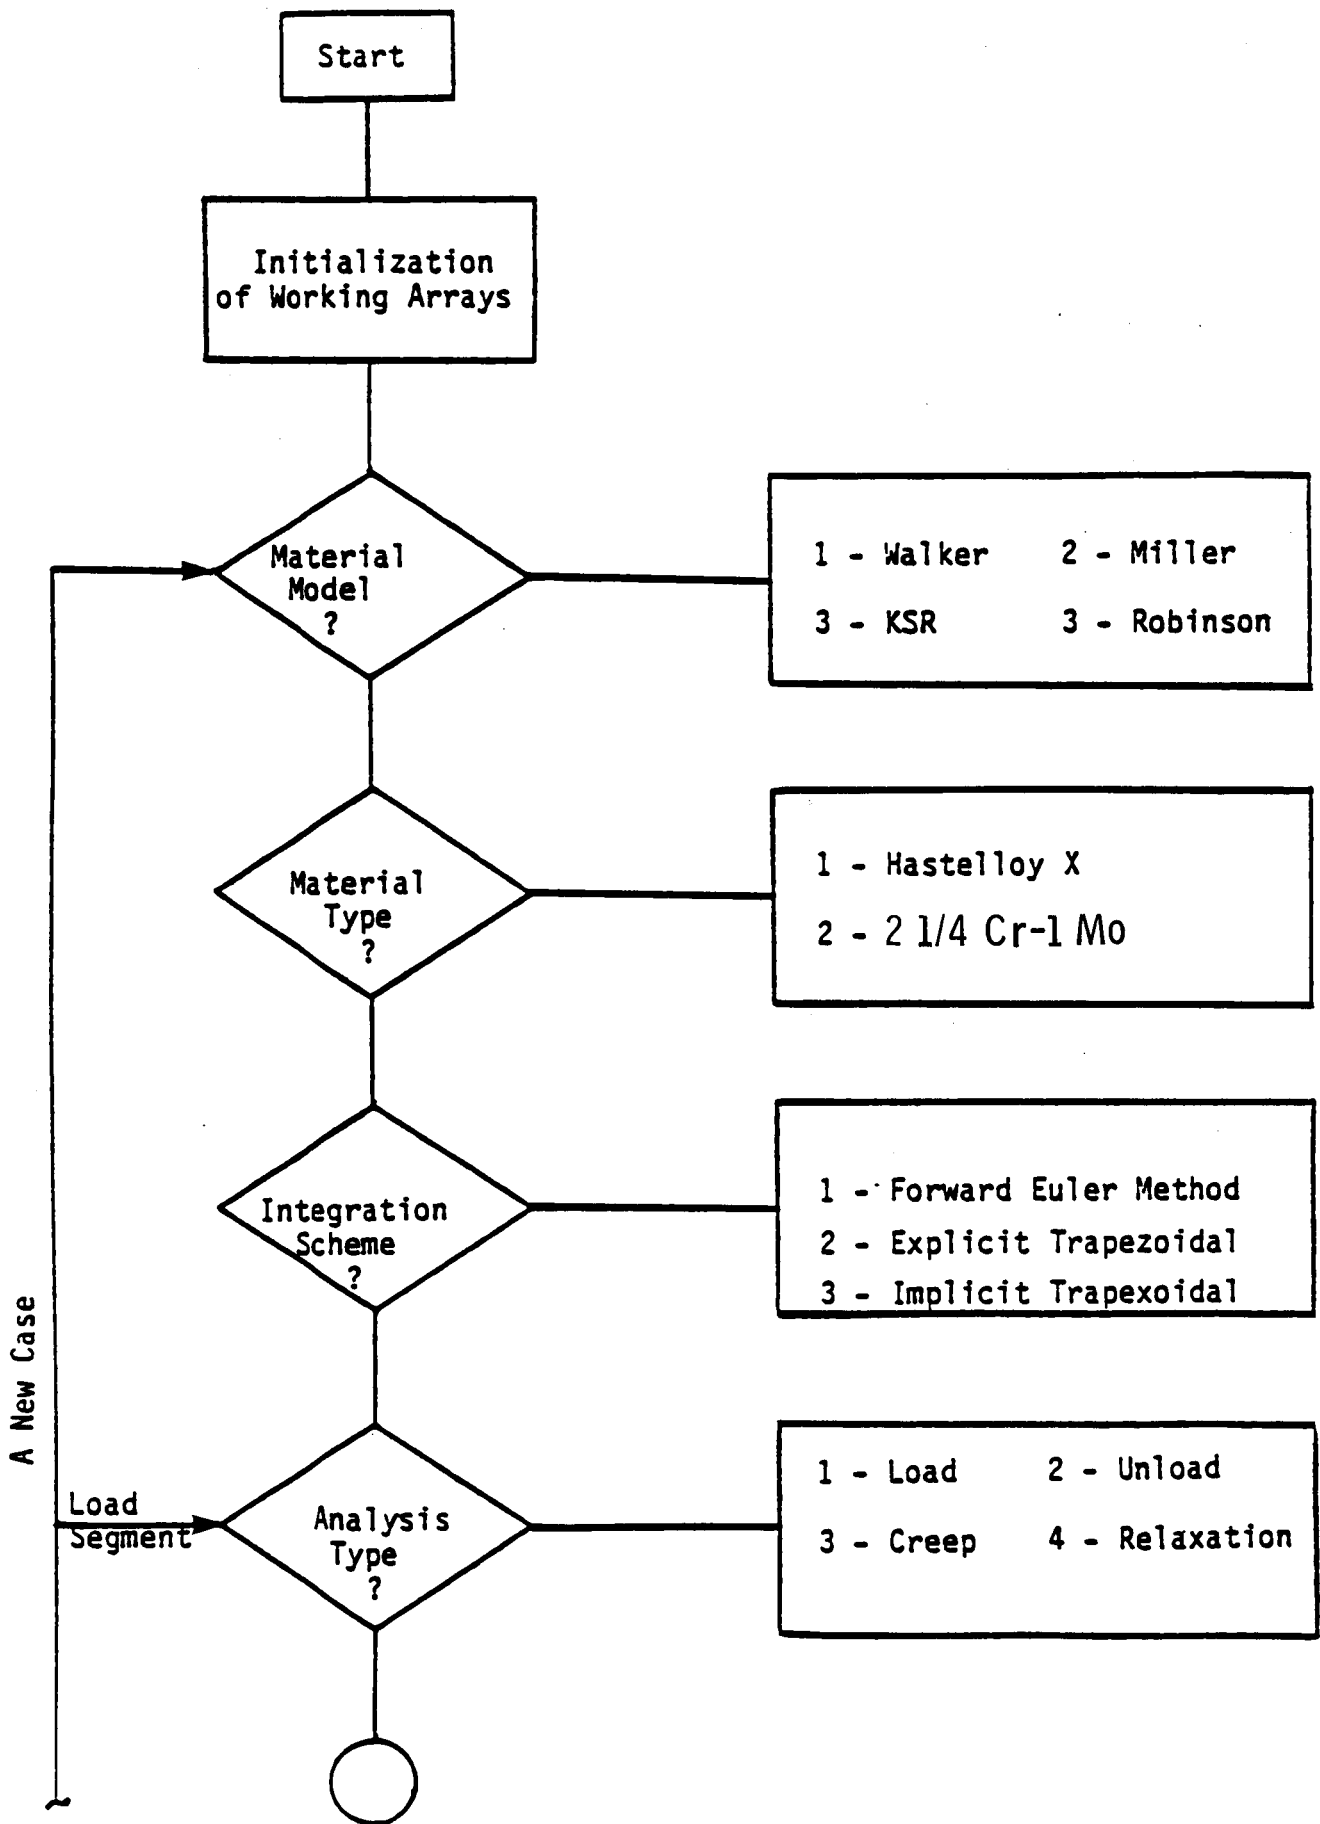 Start
Initialization
of Working Arrays
Material
Model
?
1 - Walker 2 - Miller
3 - KSR 3 - Robinson
Material
Type
?
1 - Hastelloy X
2 - 2 1/4 Cr-1 Mo
Integration
Scheme
?
1 - Forward Euler Method
2 - Explicit Trapezoidal
3 - Implicit Trapexoidal
A New Case
Load
Segment
Analysis
Type
?
1 - Load 2 - Unload
3 - Creep 4 - Relaxation